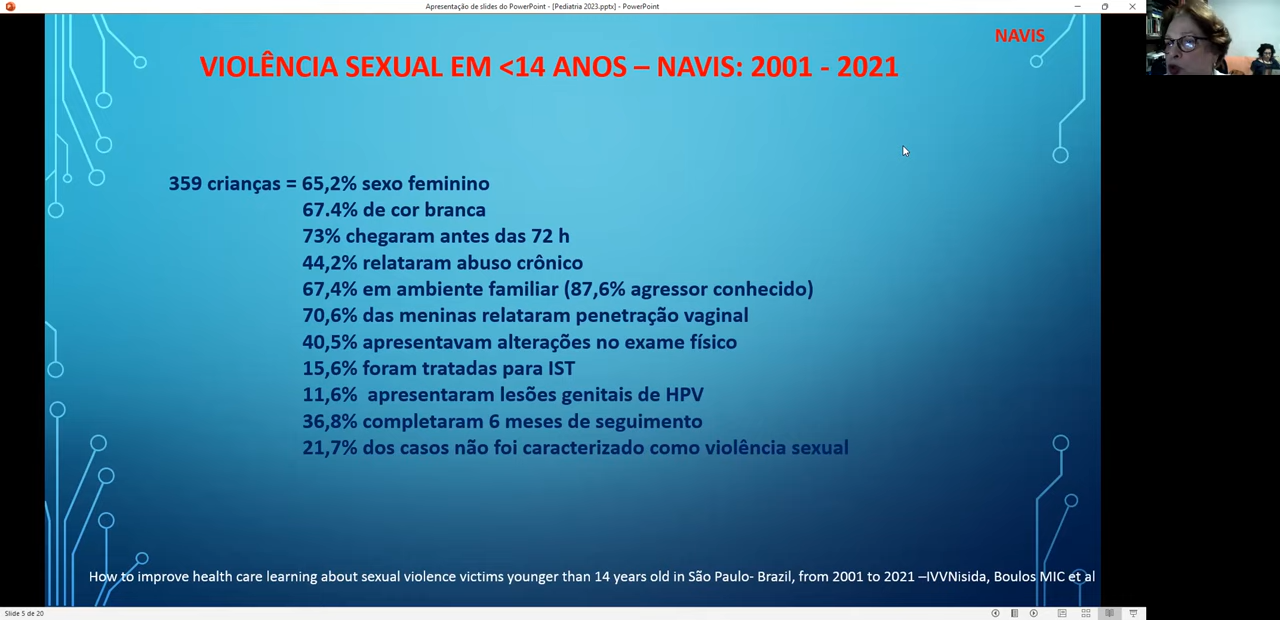 Apresentação de slides do PowerPoint - [Pediatria 2023.pptx] - PowerPoint
NAVIS
VIOLÊNCIA SEXUAL EM <14 ANOS – NAVIS: 2001 - 2021
359 crianças = 65,2% sexo feminino
67.4% de cor branca
73% chegaram antes das 72 h
44,2% relataram abuso crônico
67,4% em ambiente familiar (87,6% agressor conhecido)
70,6% das meninas relataram penetração vaginal
40,5% apresentavam alterações no exame físico
15,6% foram tratadas para IST
11,6% apresentaram lesões genitais de HPV
36,8% completaram 6 meses de seguimento
21,7% dos casos não foi caracterizado como violência sexual
How to improve health care learning about sexual violence victims younger than 14 years old in São Paulo- Brazil, from 2001 to 2021 –IVVNisida, Boulos MIC et al
Slide 5 de 20